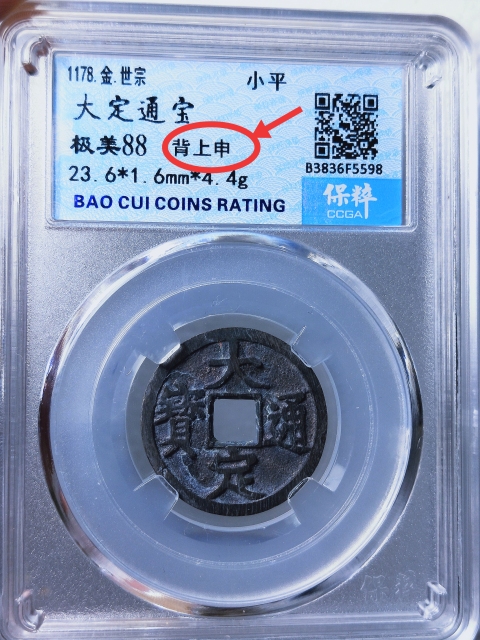 1178.金.世宗
小平
大定通宝
极美88
背上申
23.6*1.6mm*4.4g
BAO CUI COINS RATING
B3836F5598
保粹
CCGA
大
寶 通
定